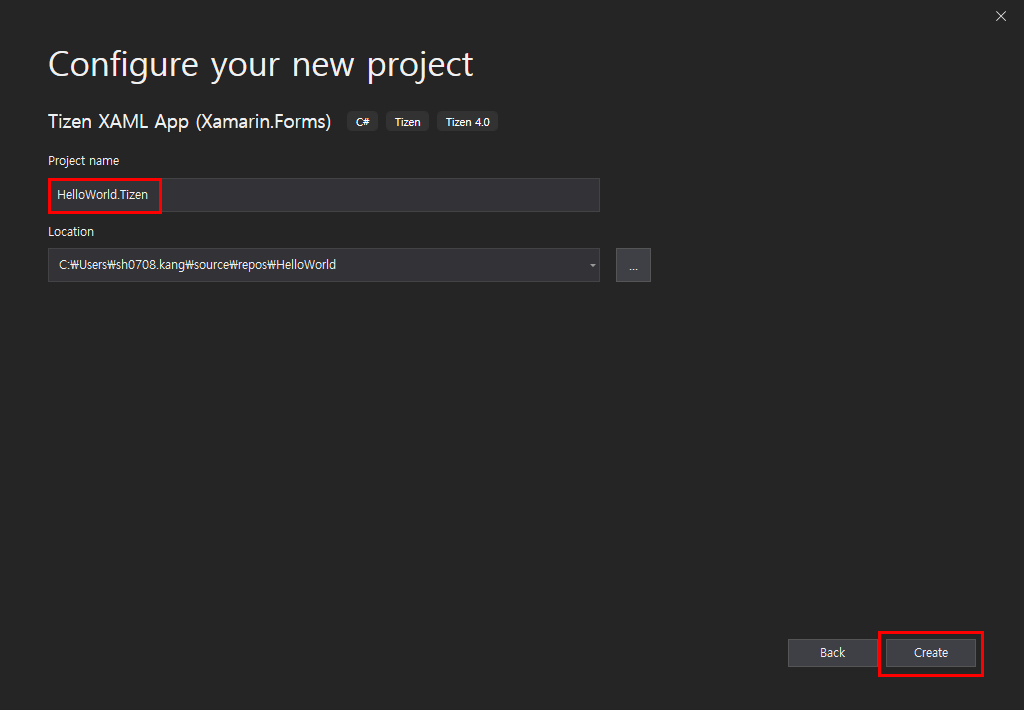 Configure your new project
Tizen XAML App (Xamarin.Forms) C# Tizen Tizen 4.0
Project name
HelloWorld.Tizen
Location
C:₩Users₩sh0708.kang₩source₩repos₩HelloWorld
...
Back Create